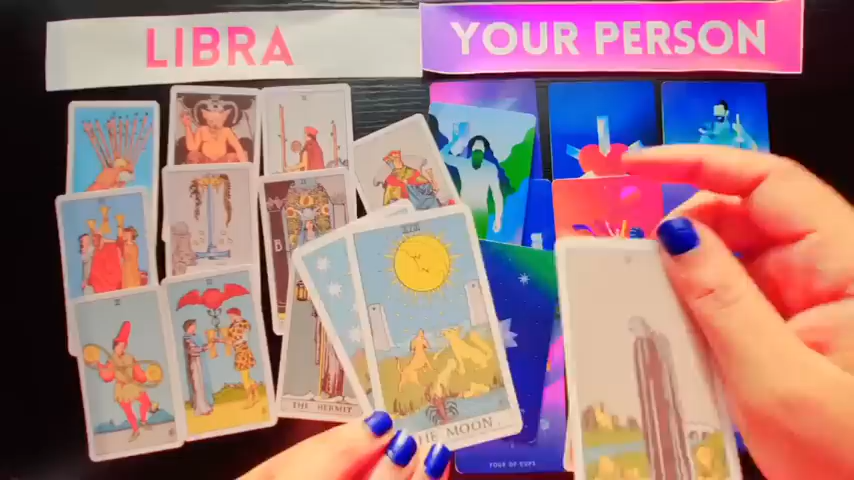 LIBRA
YOUR PERSON
B
THE HERMIT
THE MOON
FOUR OF CUPS